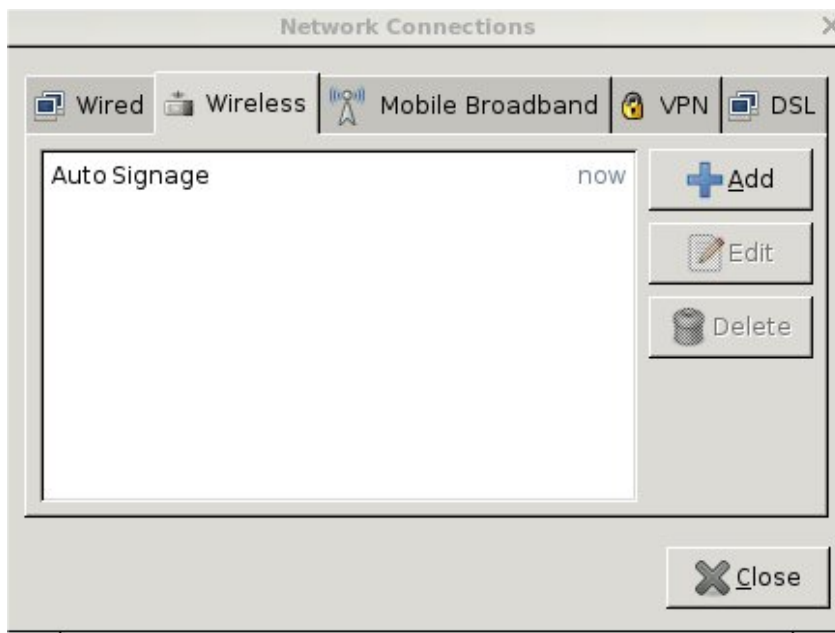 Network Connections
Wired Wireless Mobile Broadband VPN DSL
Auto Signage now
Add
Edit
Delete
Close